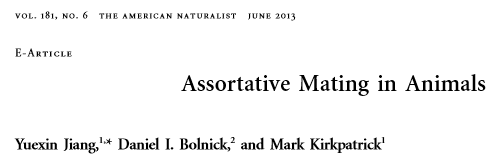 VOL. 181, NO. 6 THE AMERICAN NATURALIST JUNE 2013
E-Article
Assortative Mating in Animals
Yuexin Jiang,1,* Daniel I. Bolnick,2 and Mark Kirkpatrick1